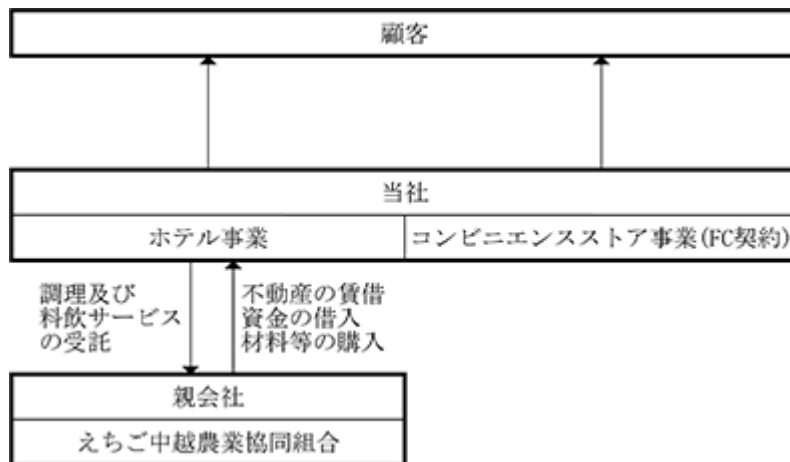 顧客
当社
ホテル事業
コンビニエンスストア事業(FC契約)
調理及び
料飲サービス
の受託
不動産の賃借
資金の借入
材料等の購入
親会社
えちご中越農業協同組合